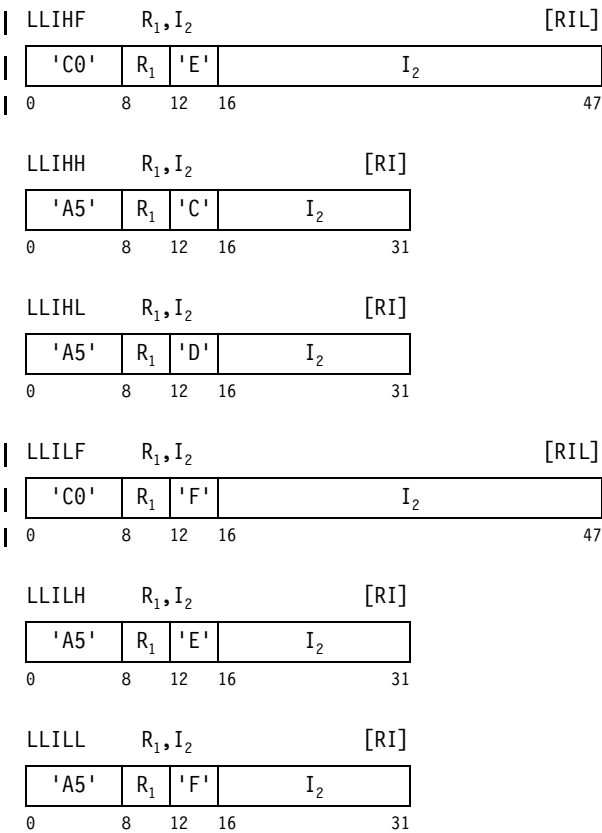 LLIHF R₁,I₂ [RIL]
'C0' R₁ 'E' I₂
0 8 12 16 47
LLIHH R₁,I₂ [RI]
'A5' R₁ 'C' I₂
0 8 12 16 31
LLIHL R₁,I₂ [RI]
'A5' R₁ 'D' I₂
0 8 12 16 31
LLILF R₁,I₂ [RIL]
'C0' R₁ 'F' I₂
0 8 12 16 47
LLILH R₁,I₂ [RI]
'A5' R₁ 'E' I₂
0 8 12 16 31
LLILL R₁,I₂ [RI]
'A5' R₁ 'F' I₂
0 8 12 16 31